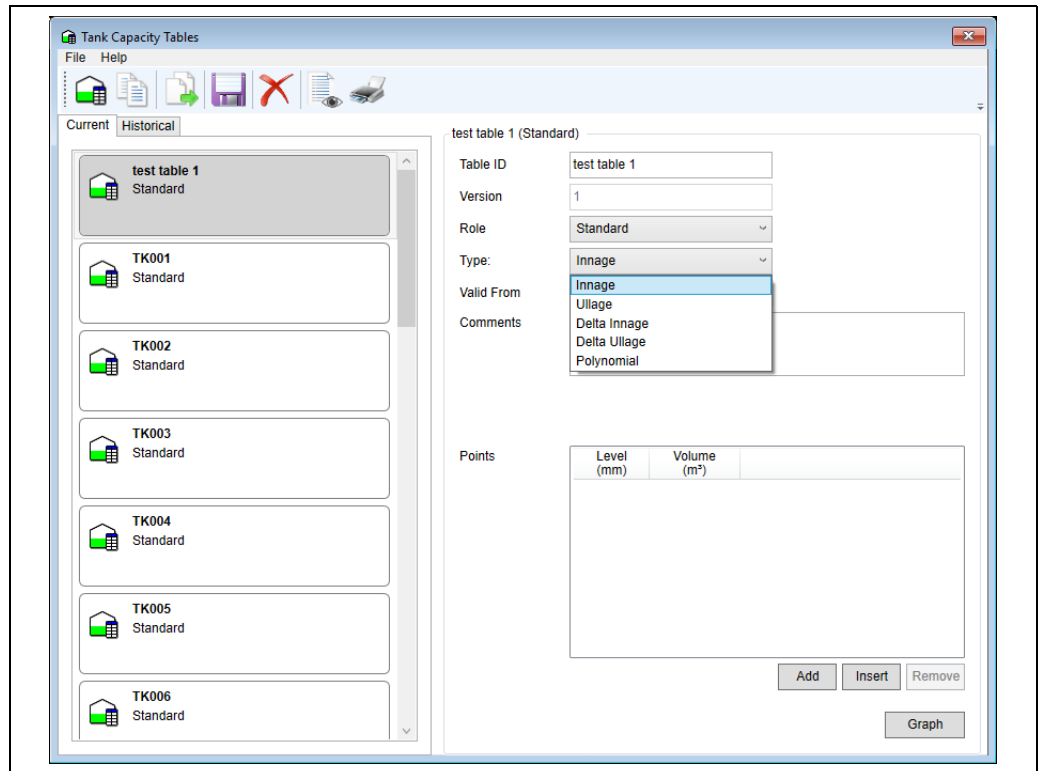 Tank Capacity Tables
File Help
Current Historical
test table 1
Standard
TK001
Standard
TK002
Standard
TK003
Standard
TK004
Standard
TK005
Standard
TK006
Standard
test table 1 (Standard)
Table ID test table 1
Version 1
Role Standard
Type: Innage
Valid From
Innage
Ullage
Delta Innage
Delta Ullage
Polynomial
Comments
Points
Level Volume
(mm) (m³)
Add Insert Remove
Graph